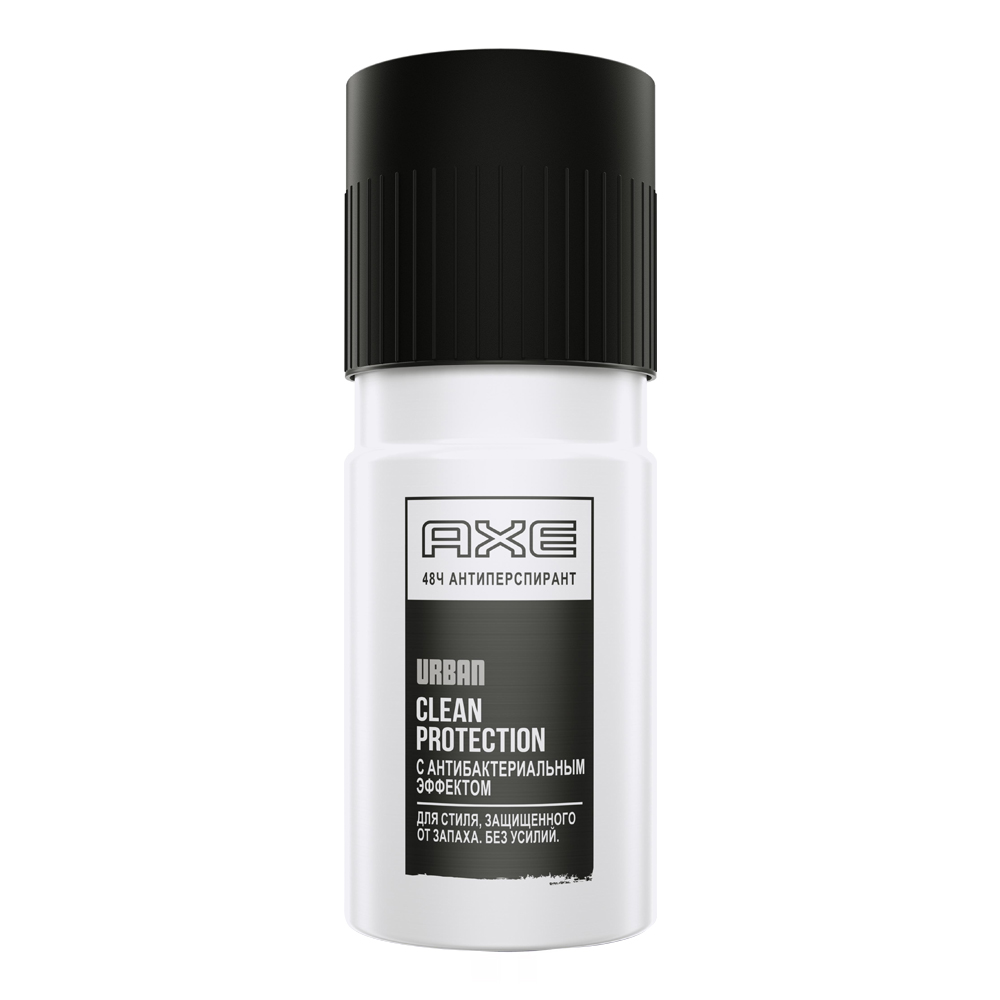 AXE
48Ч АНТИПЕРСПИРАНТ
URBAN
CLEAN
PROTECTION
С АНТИБАКТЕРИАЛЬНЫМ
ЭФФЕКТОМ
ДЛЯ СТИЛЯ, ЗАЩИЩЕННОГО
ОТ ЗАПАХА. БЕЗ УСИЛИЙ.